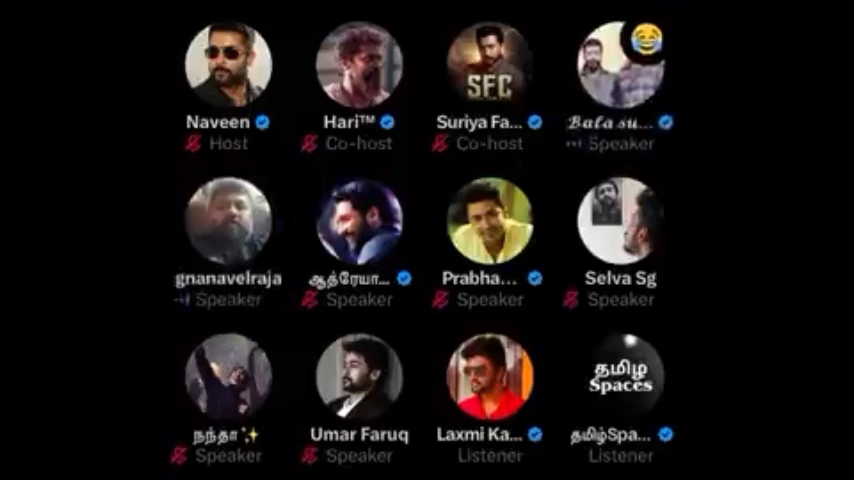 SFC
Naveen
Hari™
Suriya Fa...
𝓑𝓪𝓵𝓪 𝓼𝓾...
Host
Co-host
Co-host
Speaker
gnanavelraja
ஆத்ரேயா...
Prabha...
Selva Sg
Speaker
Speaker
Speaker
Speaker
தமிழ்
Spaces
நந்தா✨
Umar Faruq
Laxmi Ka...
தமிழ்Spa...
Speaker
Speaker
Listener
Listener